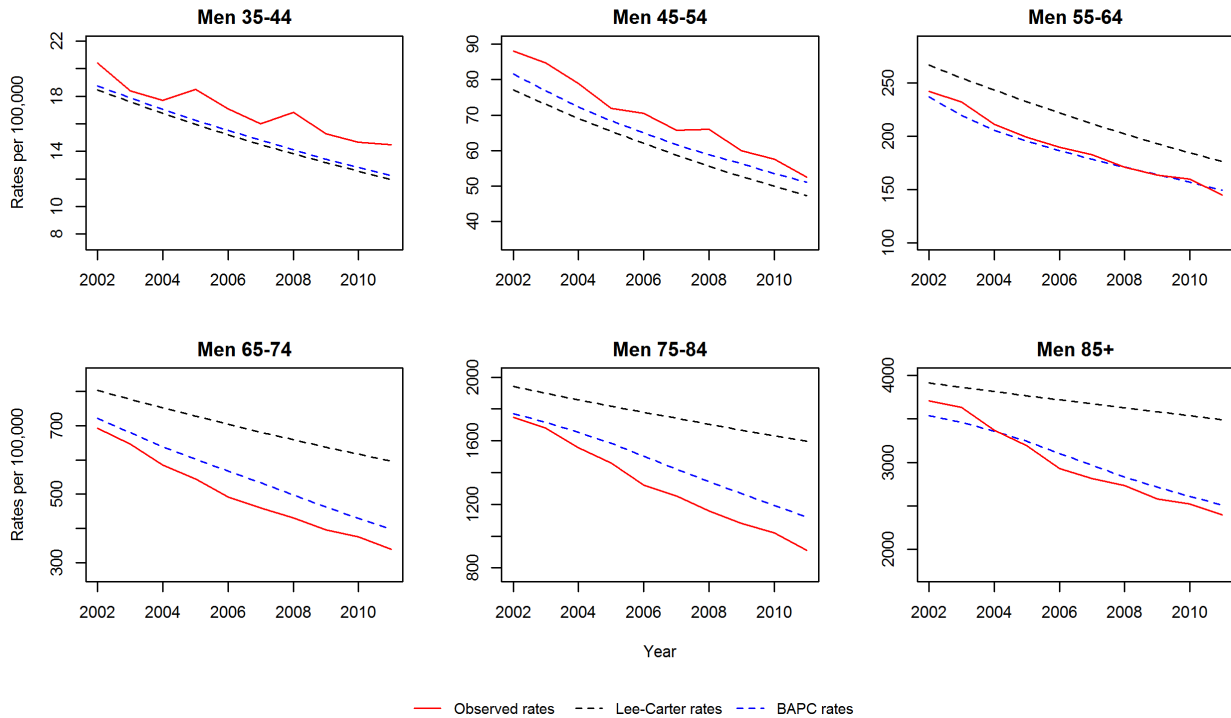 Men 35-44
Men 45-54
Men 55-64
Rates per 100,000
22
18
14
10
8
2002 2004 2006 2008 2010
90
80
70
60
50
40
2002 2004 2006 2008 2010
250
200
150
100
2002 2004 2006 2008 2010
Men 65-74
Men 75-84
Men 85+
Rates per 100,000
700
500
300
2002 2004 2006 2008 2010
2000
1600
1200
800
2002 2004 2006 2008 2010
4000
3000
2000
2002 2004 2006 2008 2010
Year
Observed rates Lee-Carter rates BAPC rates